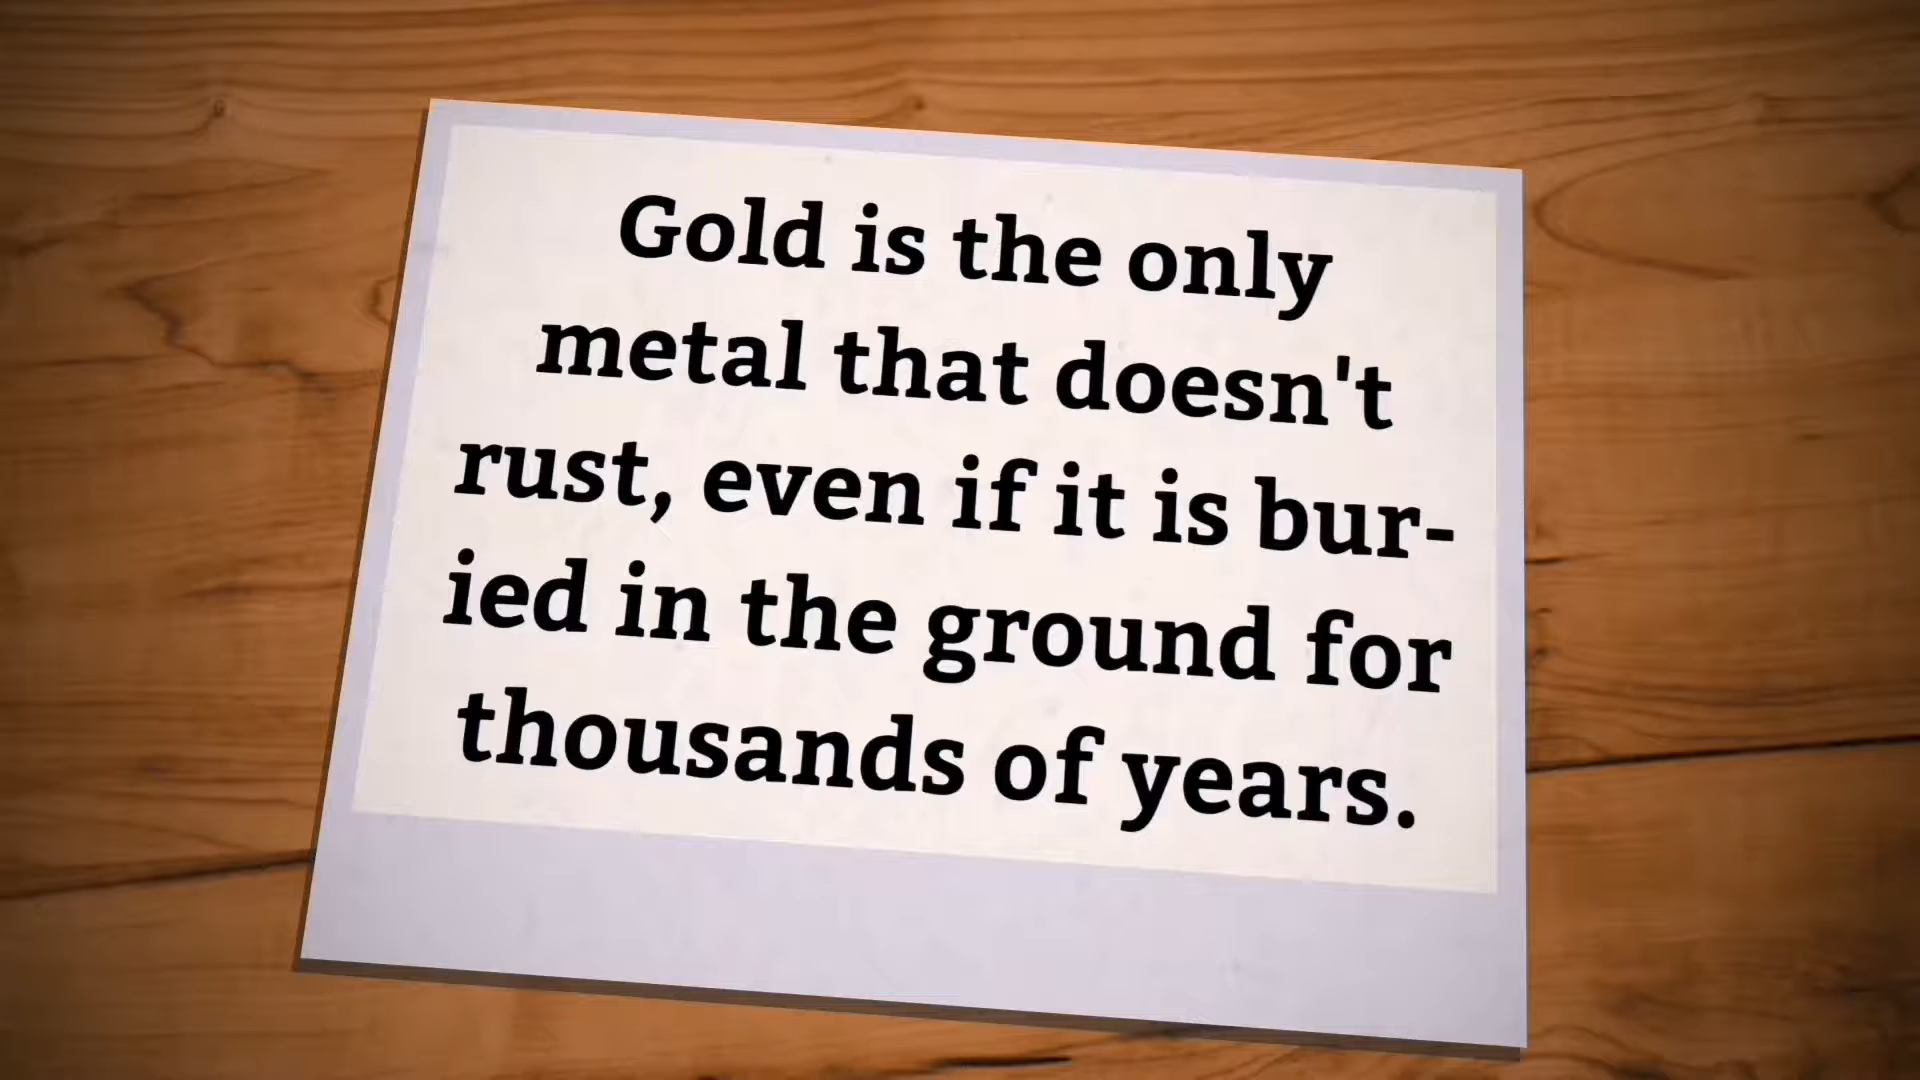 Gold is the only
metal that doesn't
rust, even if it is bur-
ied in the ground for
thousands of years.